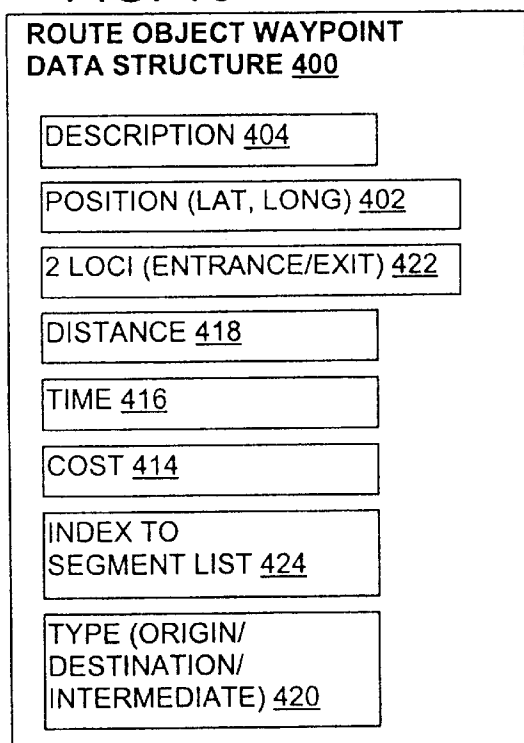 ROUTE OBJECT WAYPOINT
DATA STRUCTURE 400
DESCRIPTION 404
POSITION (LAT, LONG) 402
2 LOCI (ENTRANCE/EXIT) 422
DISTANCE 418
TIME 416
COST 414
INDEX TO
SEGMENT LIST 424
TYPE (ORIGIN/
DESTINATION/
INTERMEDIATE) 420